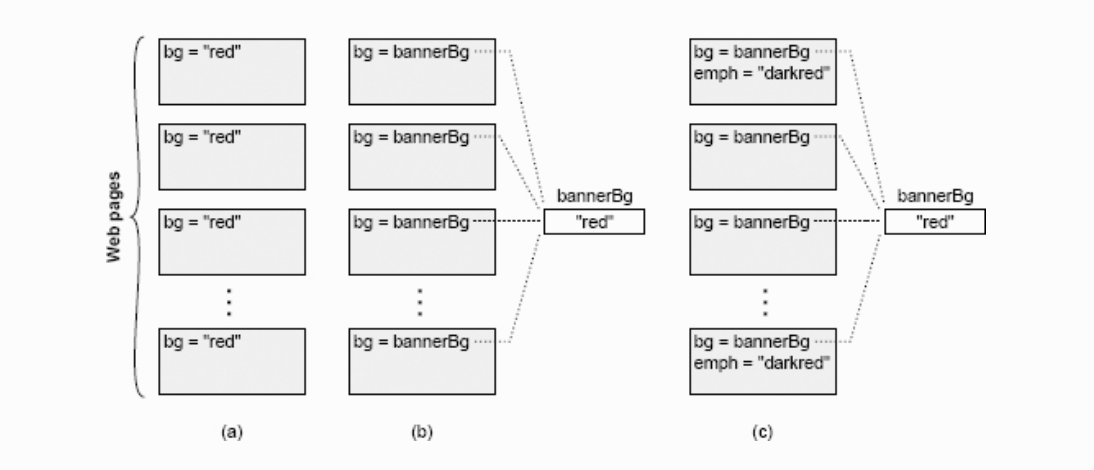 Web pages
bg = "red"
bg = "red"
bg = "red"
bg = "red"
(a)
bg = bannerBg
bg = bannerBg
bg = bannerBg
bg = bannerBg
bannerBg
"red"
(b)
bg = bannerBg
emph = "darkred"
bg = bannerBg
bg = bannerBg
bg = bannerBg
emph = "darkred"
bannerBg
"red"
(c)